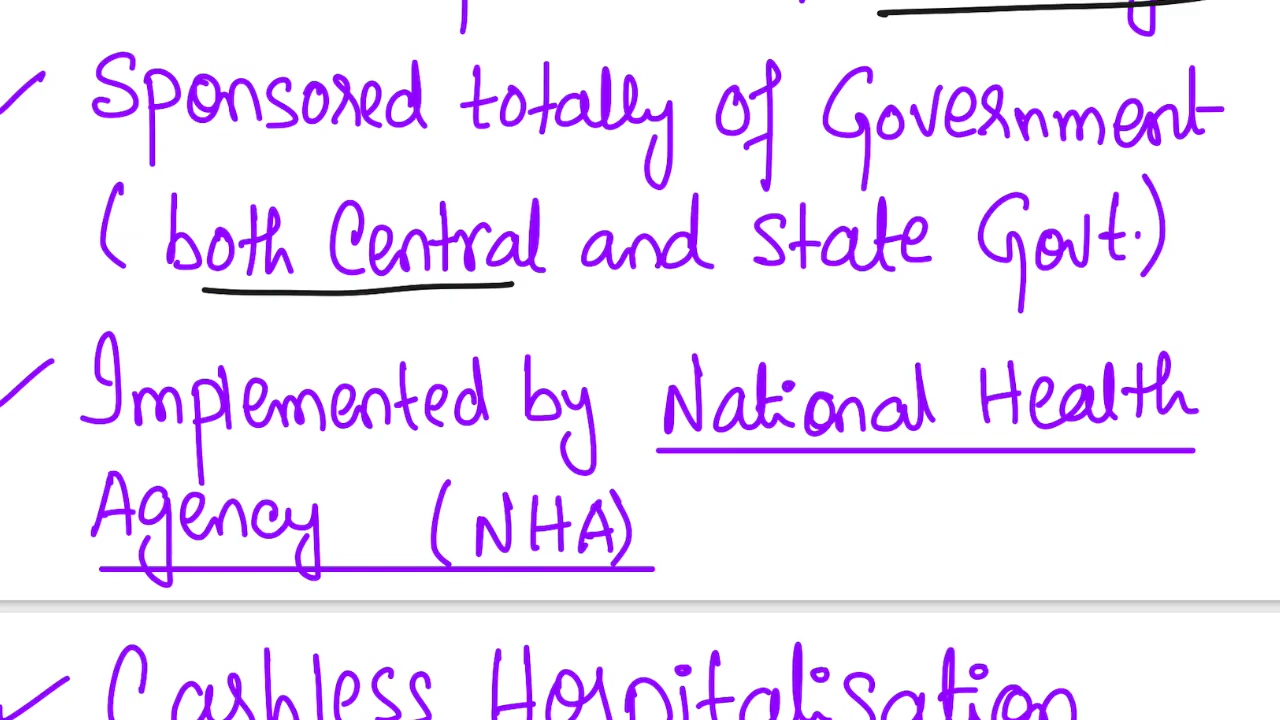 Sponsored totally of Government
(both Central and State Govt.)
Implemented by National Health
Agency (NHA)
Cashless Hospitalisation